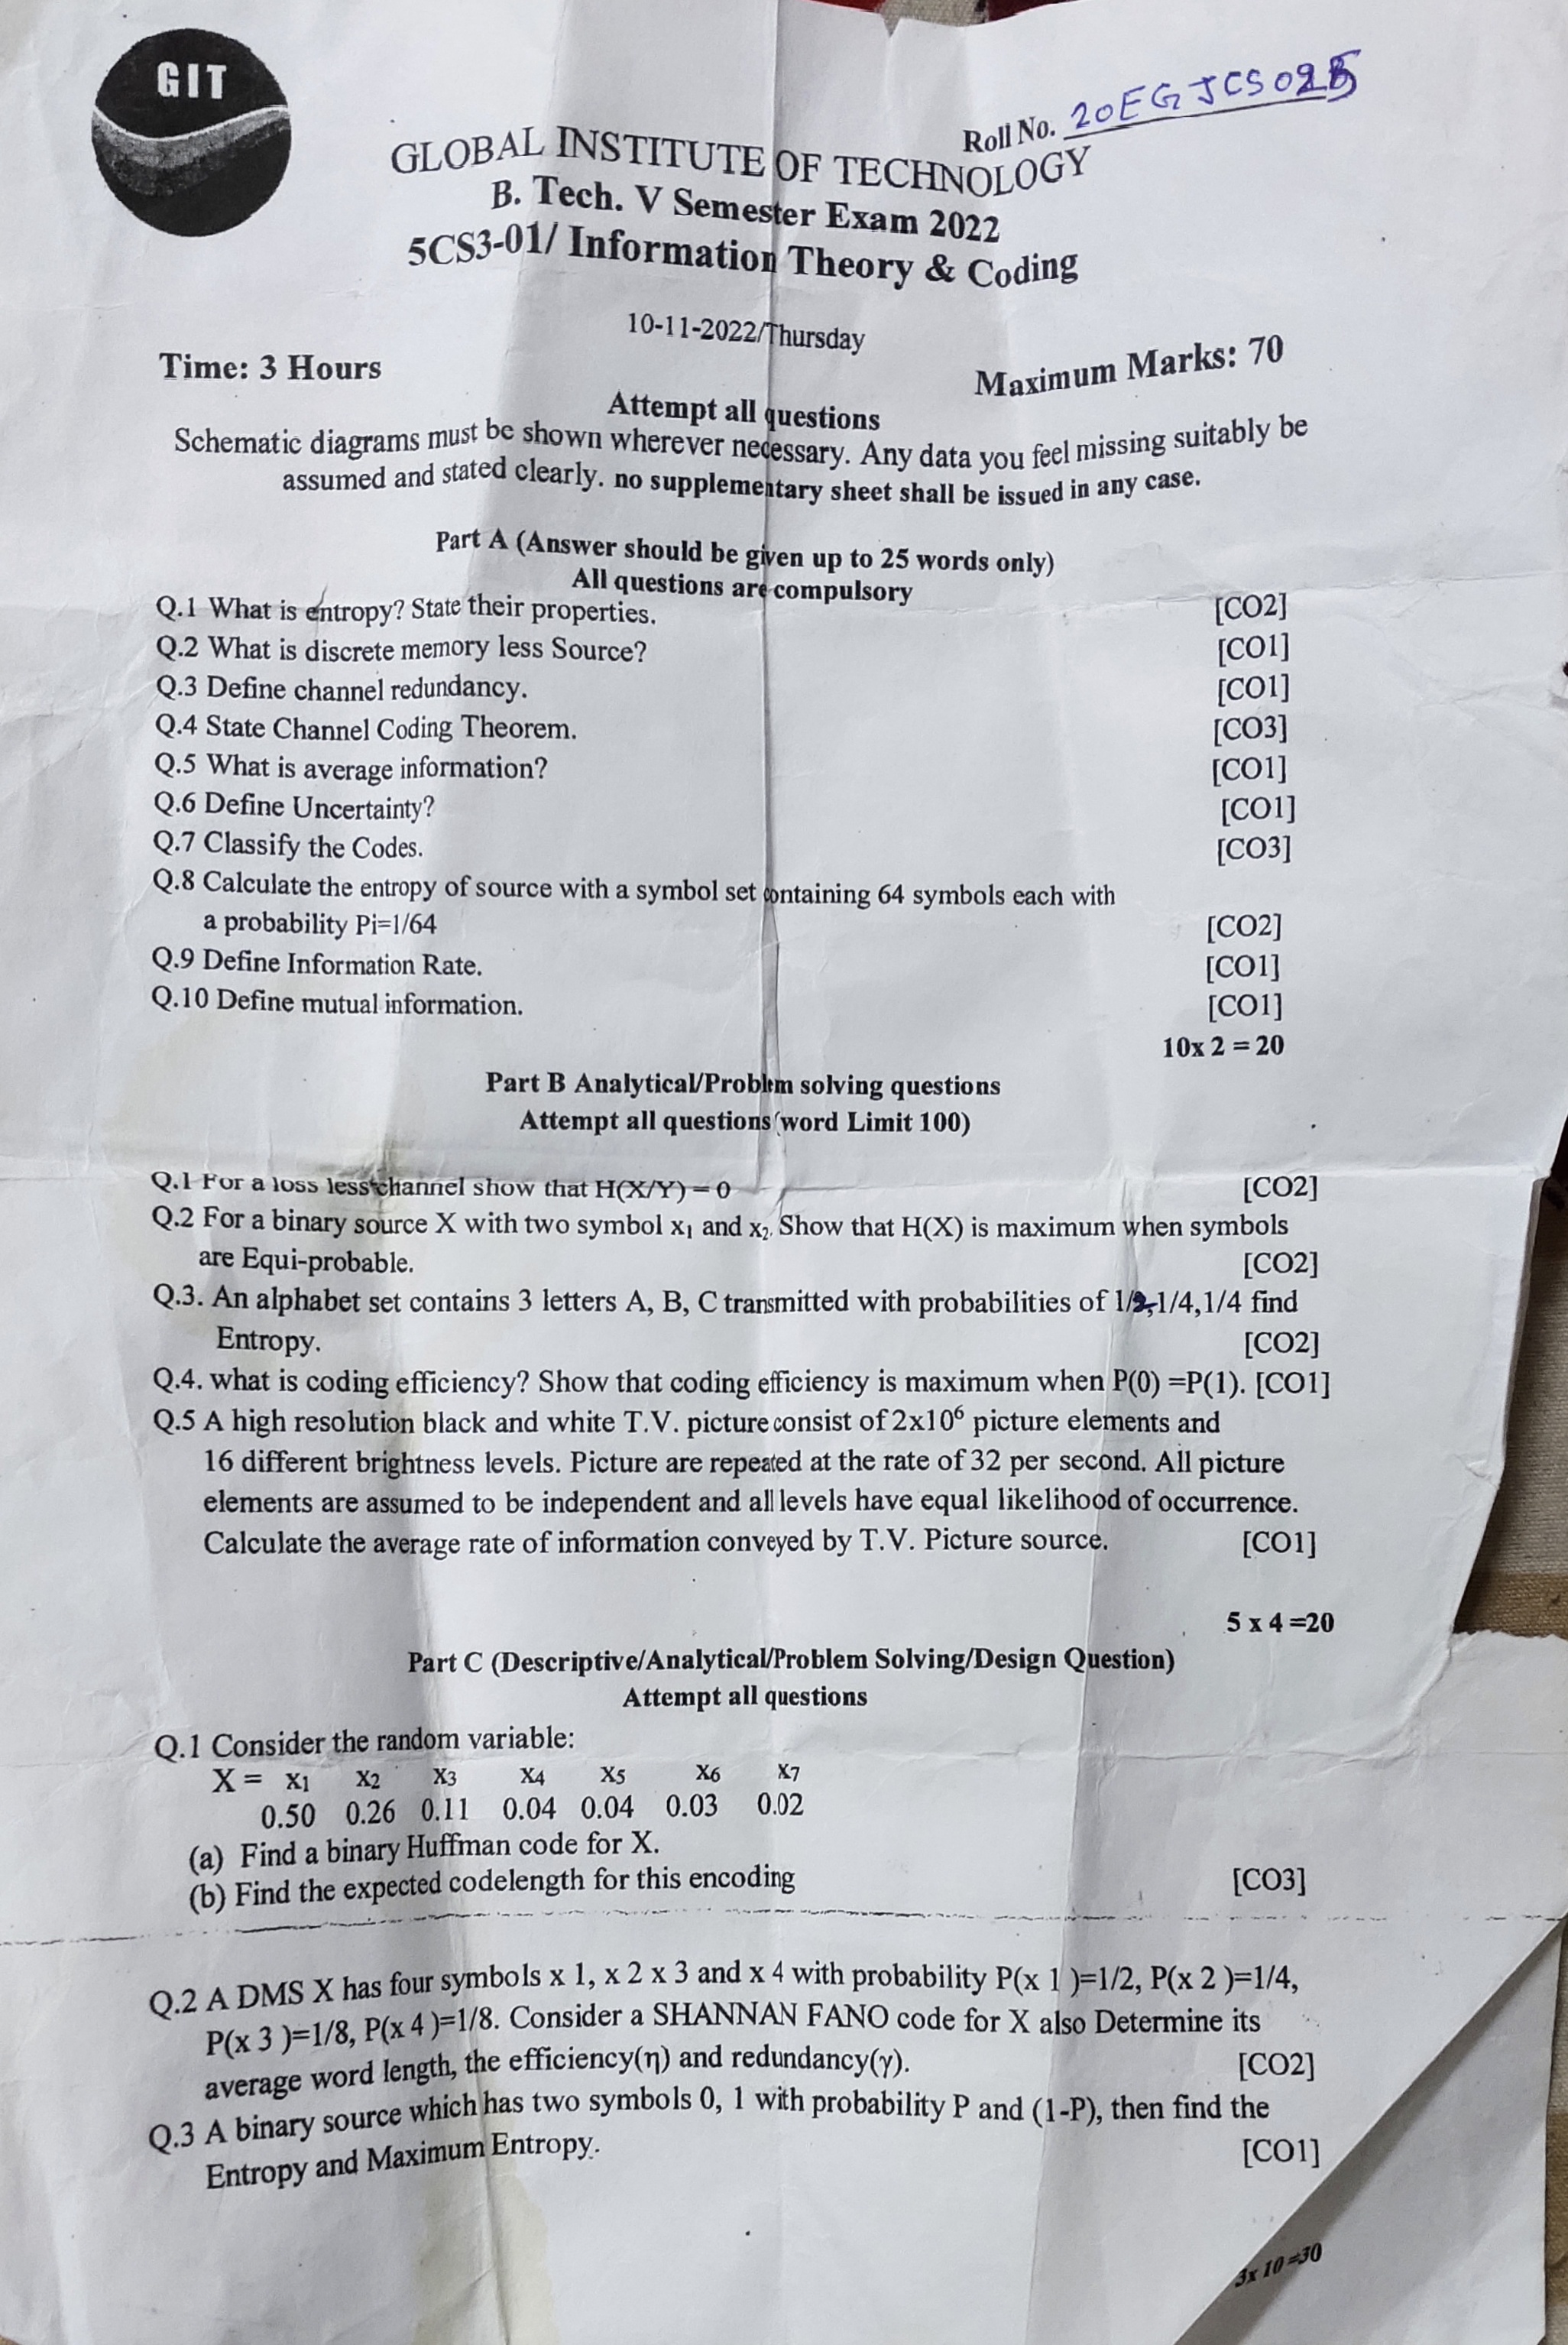 GIT
Roll No. 20EGJCS025
GLOBAL INSTITUTE OF TECHNOLOGY
B. Tech. V Semester Exam 2022
5CS3-01/ Information Theory & Coding
10-11-2022/Thursday
Time: 3 Hours Maximum Marks: 70
Attempt all questions
Schematic diagrams must be shown wherever necessary. Any data you feel missing suitably be
assumed and stated clearly. no supplementary sheet shall be issued in any case.
Part A (Answer should be given up to 25 words only)
All questions are compulsory
Q.1 What is entropy? State their properties. [CO2]
Q.2 What is discrete memory less Source? [CO1]
Q.3 Define channel redundancy. [CO1]
Q.4 State Channel Coding Theorem. [CO3]
Q.5 What is average information? [CO1]
Q.6 Define Uncertainty? [CO1]
Q.7 Classify the Codes. [CO3]
Q.8 Calculate the entropy of source with a symbol set containing 64 symbols each with
a probability Pi=1/64 [CO2]
Q.9 Define Information Rate. [CO1]
Q.10 Define mutual information. [CO1]
10x 2 = 20
Part B Analytical/Problem solving questions
Attempt all questions(word Limit 100)
Q.1 For a loss less channel show that H(X/Y) = 0 [CO2]
Q.2 For a binary source X with two symbol x₁ and x₂, Show that H(X) is maximum when symbols
are Equi-probable. [CO2]
Q.3. An alphabet set contains 3 letters A, B, C transmitted with probabilities of 1/2,1/4,1/4 find
Entropy. [CO2]
Q.4. what is coding efficiency? Show that coding efficiency is maximum when P(0) =P(1). [CO1]
Q.5 A high resolution black and white T.V. picture consist of 2x10⁶ picture elements and
16 different brightness levels. Picture are repeated at the rate of 32 per second. All picture
elements are assumed to be independent and all levels have equal likelihood of occurrence.
Calculate the average rate of information conveyed by T.V. Picture source. [CO1]
5 x 4 =20
Part C (Descriptive/Analytical/Problem Solving/Design Question)
Attempt all questions
Q.1 Consider the random variable:
X = x₁ x₂ x₃ x₄ x₅ x₆ x₇
0.50 0.26 0.11 0.04 0.04 0.03 0.02
(a) Find a binary Huffman code for X.
(b) Find the expected codelength for this encoding [CO3]
Q.2 A DMS X has four symbols x 1, x 2 x 3 and x 4 with probability P(x 1 )=1/2, P(x 2 )=1/4,
P(x 3 )=1/8, P(x 4 )=1/8. Consider a SHANNAN FANO code for X also Determine its
average word length, the efficiency(η) and redundancy(γ). [CO2]
Q.3 A binary source which has two symbols 0, 1 with probability P and (1-P), then find the
Entropy and Maximum Entropy. [CO1]
3x 10 =30